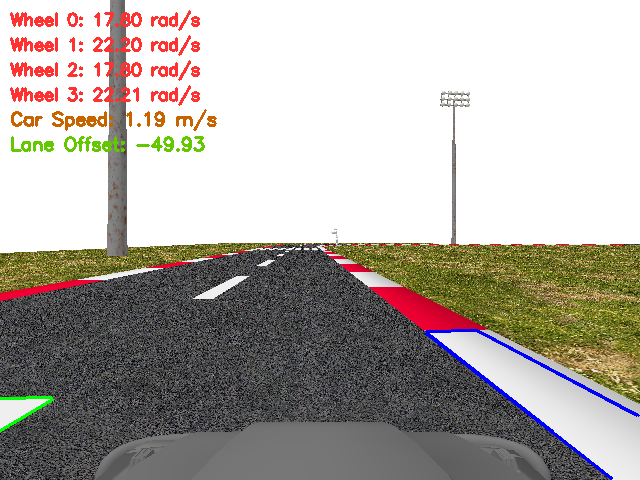 Wheel 0: 17.80 rad/s
Wheel 1: 22.20 rad/s
Wheel 2: 17.80 rad/s
Wheel 3: 22.21 rad/s
Car Speed: 1.19 m/s
Lane Offset: -49.93